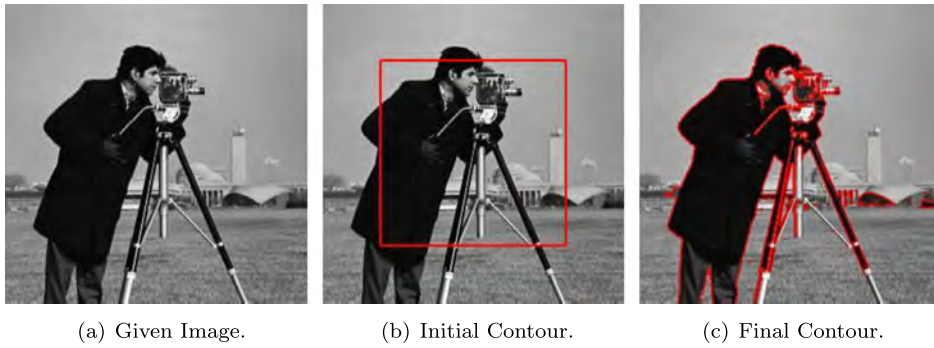 (a) Given Image.
(b) Initial Contour.
(c) Final Contour.